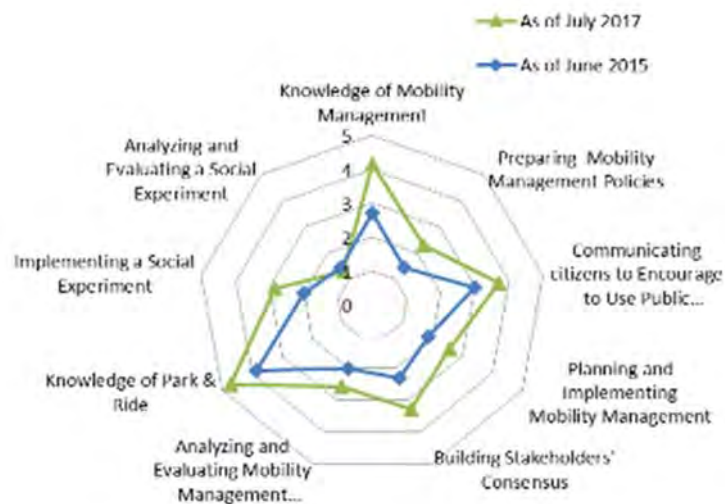 As of July 2017
As of June 2015
Knowledge of Mobility
Management
Preparing Mobility
Management Policies
Communicating
citizens to Encourage
to Use Public...
Planning and
Implementing
Mobility Management
Building Stakeholders'
Consensus
Analyzing and
Evaluating Mobility
Management...
Knowledge of Park &
Ride
Implementing a Social
Experiment
Analyzing and
Evaluating a Social
Experiment
5
4
3
2
1
0